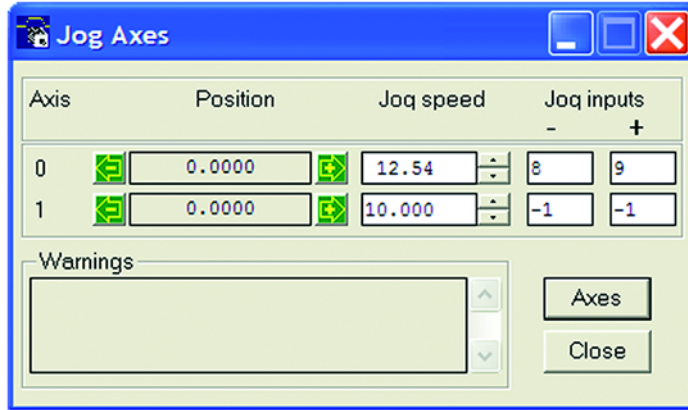 Jog Axes
Axis Position Jog speed Jog inputs
- +
0 0.0000 12.54 8 9
1 0.0000 10.000 -1 -1
Warnings
Axes
Close